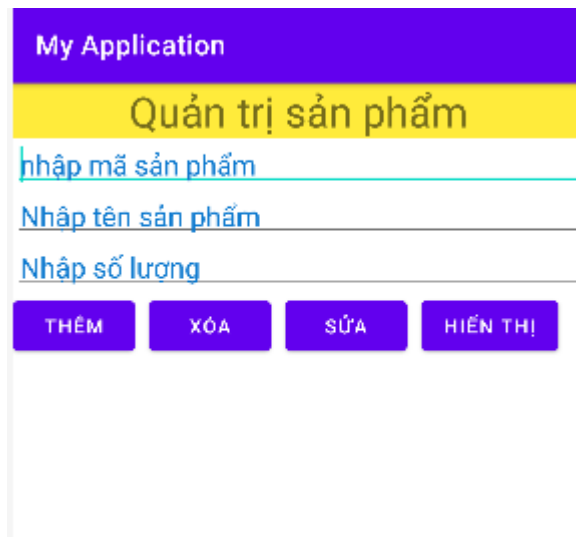 My Application
Quản trị sản phẩm
nhập mã sản phẩm
Nhập tên sản phẩm
Nhập số lượng
THÊM XÓA SỬA HIỂN THỊ